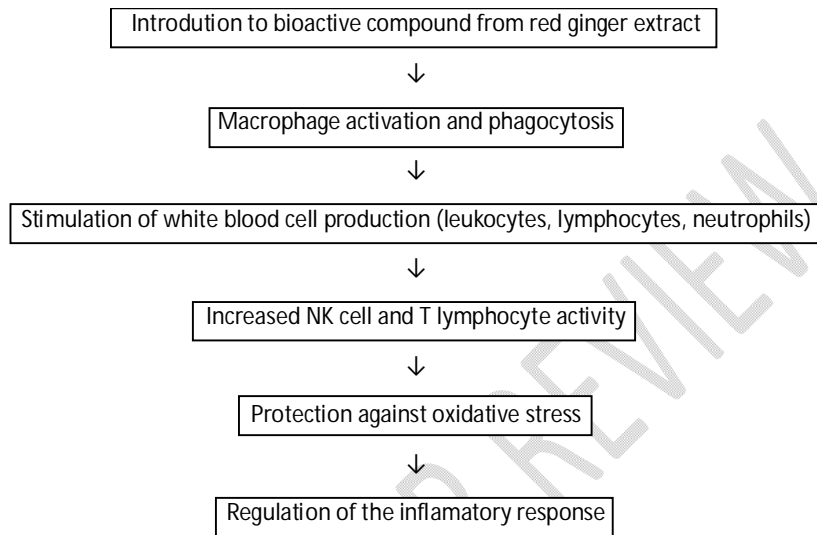 Introdution to bioactive compound from red ginger extract
↓
Macrophage activation and phagocytosis
↓
Stimulation of white blood cell production (leukocytes, lymphocytes, neutrophils)
↓
Increased NK cell and T lymphocyte activity
↓
Protection against oxidative stress
↓
Regulation of the inflamatory response
R REVIEW